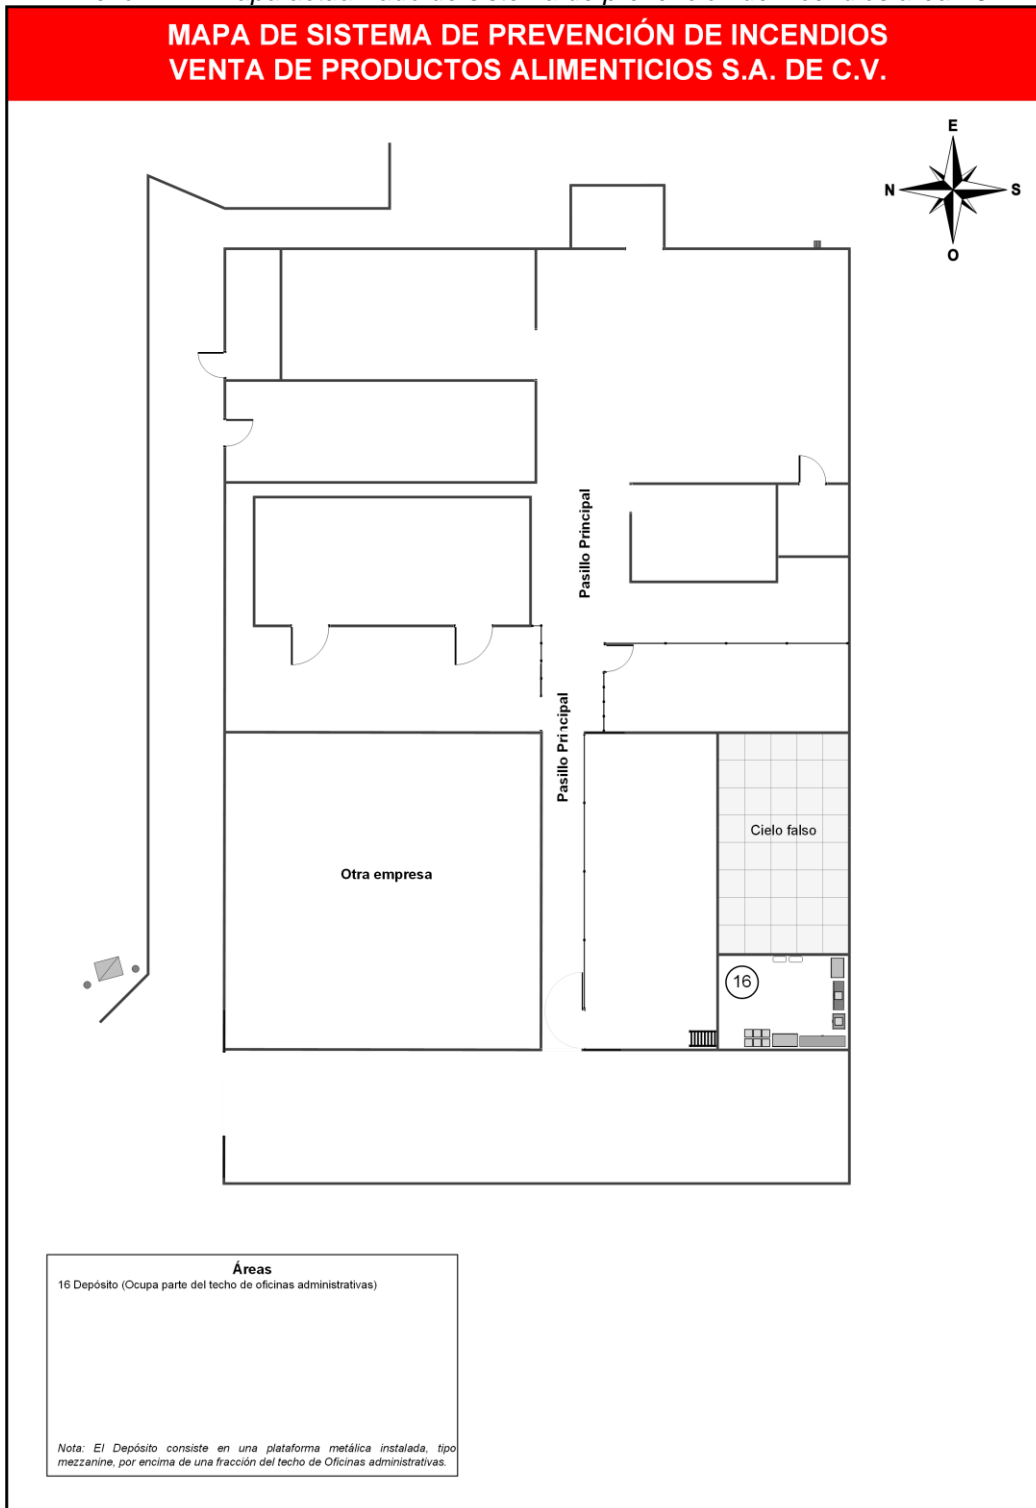 MAPA DE SISTEMA DE PREVENCIÓN DE INCENDIOS
VENTA DE PRODUCTOS ALIMENTICIOS S.A. DE C.V.
E
N
S
O
Pasillo Principal
Pasillo Principal
Cielo falso
Otra empresa
16
Áreas
16 Depósito (Ocupa parte del techo de oficinas administrativas)
Nota: El Depósito consiste en una plataforma metálica instalada, tipo
mezzanine, por encima de una fracción del techo de Oficinas administrativas.